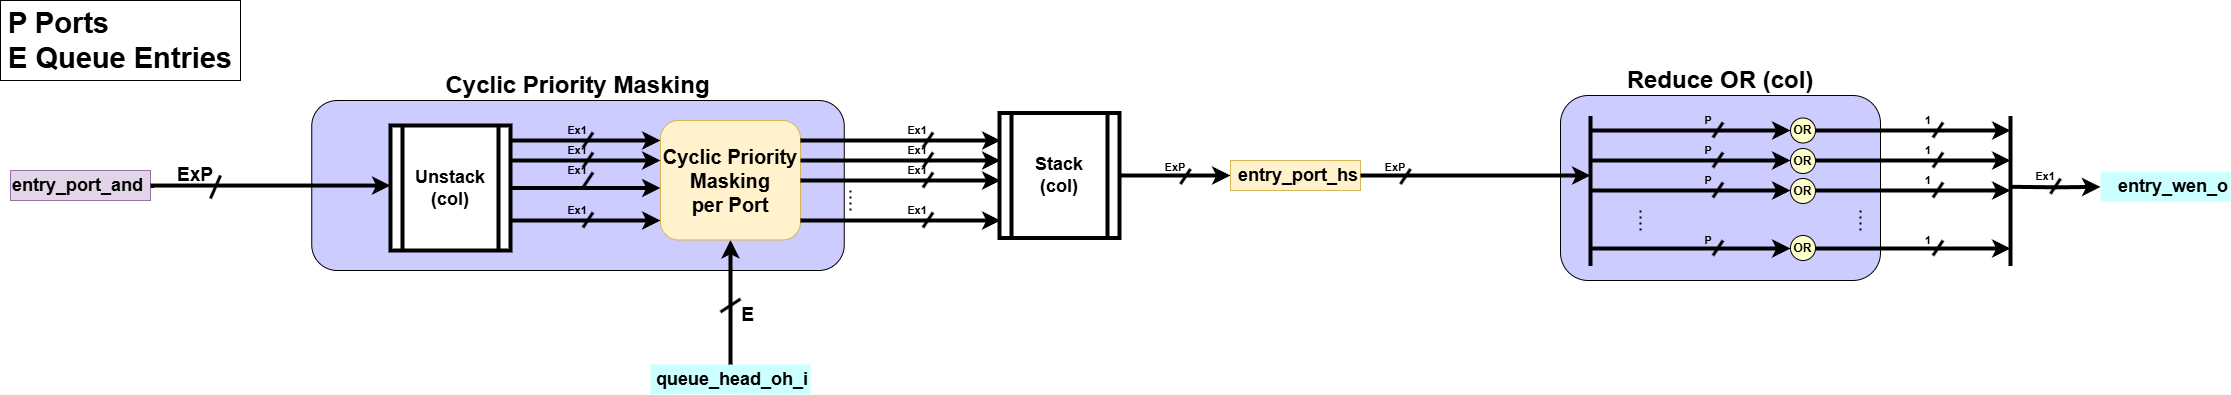 P Ports
E Queue Entries
Cyclic Priority Masking
Reduce OR (col)
entry_port_and
ExP
Unstack
(col)
Ex1
Ex1
Ex1
Ex1
Cyclic Priority
Masking
per Port
Ex1
Ex1
Ex1
Ex1
Stack
(col)
ExP
entry_port_hs
ExP
P
OR
1
P
OR
1
P
OR
1
P
OR
1
Ex1
entry_wen_o
E
queue_head_oh_i